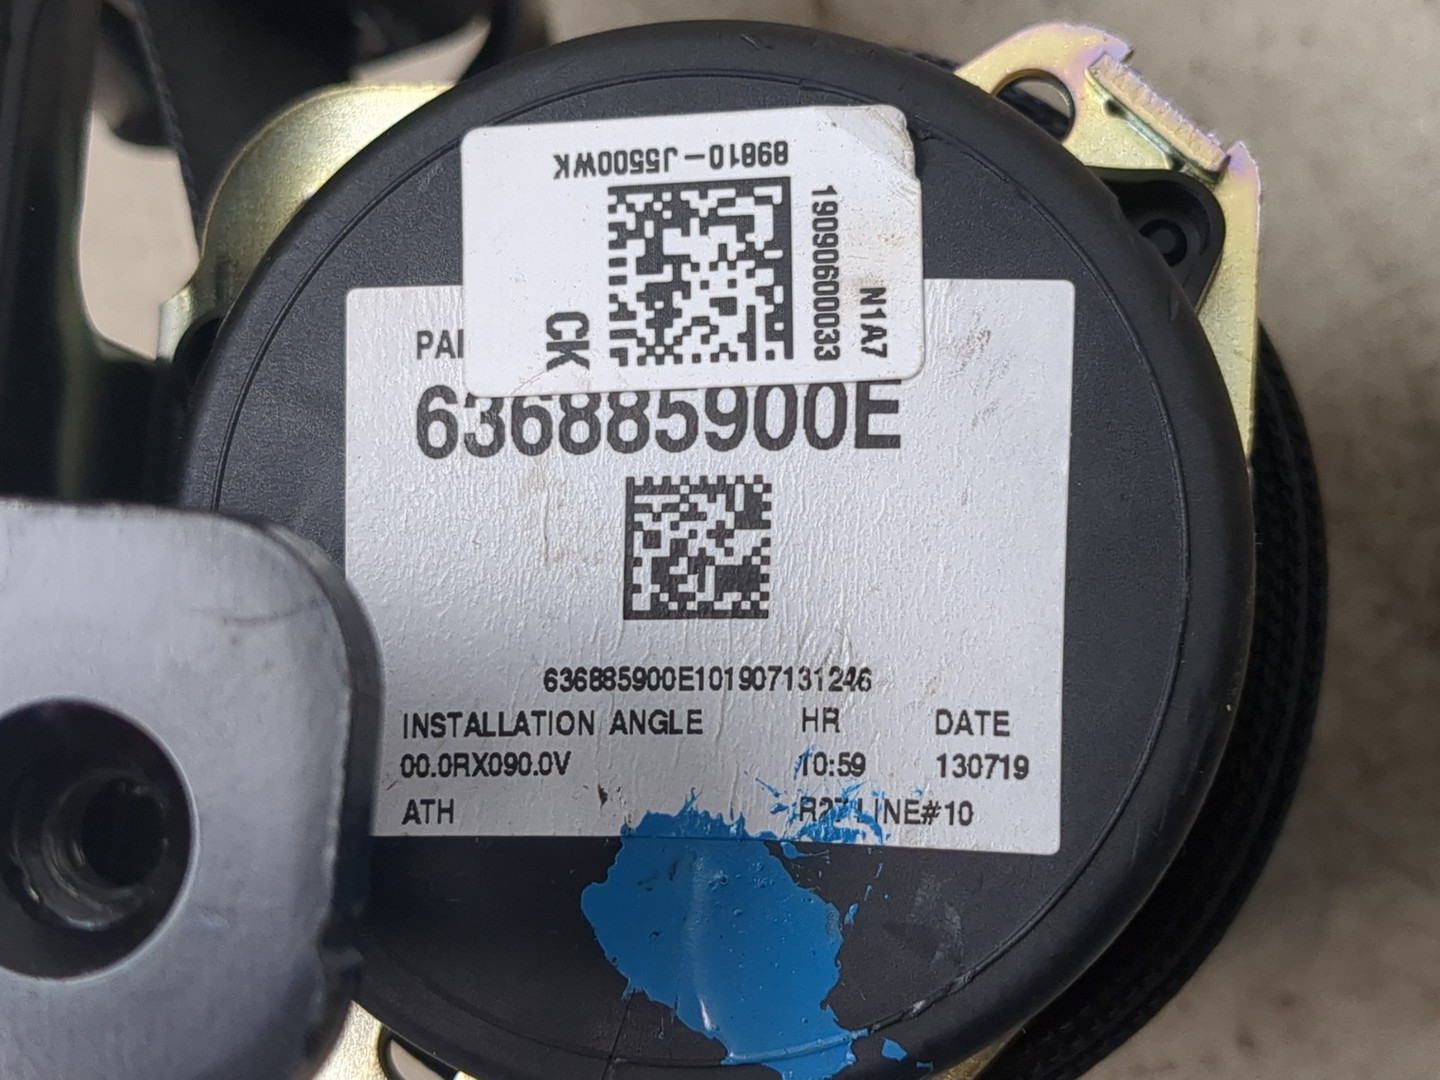 89810-J5500WK
19090600033
N1A7
CK
636885900E
636885900E101907131246
INSTALLATION ANGLE HR DATE
00.0RX090.0V 10:59 130719
ATH R27 LINE#10